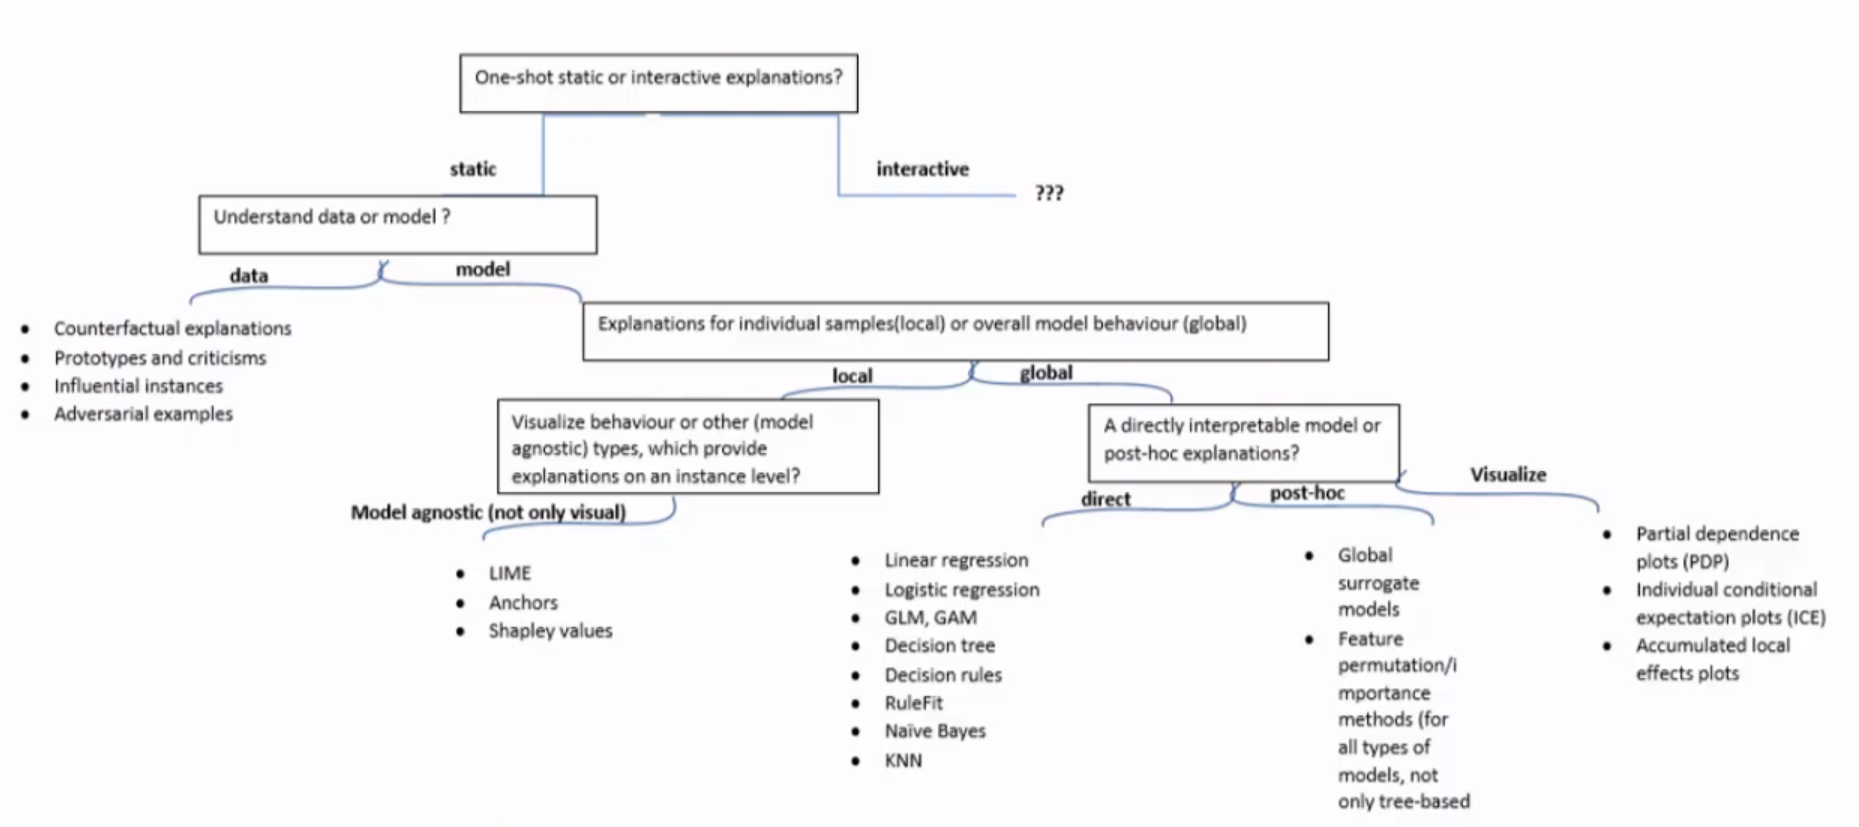 One-shot static or interactive explanations?
static
interactive
???
Understand data or model ?
data
model
• Counterfactual explanations
• Prototypes and criticisms
• Influential instances
• Adversarial examples
Explanations for individual samples(local) or overall model behaviour (global)
local
global
Visualize behaviour or other (model
agnostic) types, which provide
explanations on an instance level?
Model agnostic (not only visual)
• LIME
• Anchors
• Shapley values
A directly interpretable model or
post-hoc explanations?
direct
post-hoc
Visualize
• Linear regression
• Logistic regression
• GLM, GAM
• Decision tree
• Decision rules
• RuleFit
• Naïve Bayes
• KNN
• Global
surrogate
models
• Feature
permutation/i
mportance
methods (for
all types of
models, not
only tree-based
• Partial dependence
plots (PDP)
• Individual conditional
expectation plots (ICE)
• Accumulated local
effects plots